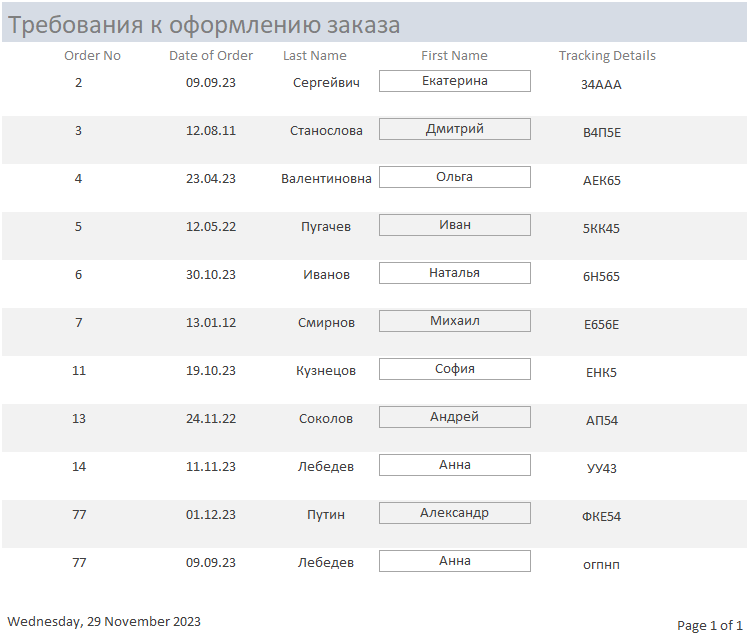 Требования к оформлению заказа
Order No Date of Order Last Name First Name Tracking Details
2 09.09.23 Сергейвич Екатерина 34ААА
3 12.08.11 Станослова Дмитрий В4П5Е
4 23.04.23 Валентиновна Ольга АЕК65
5 12.05.22 Пугачев Иван 5КК45
6 30.10.23 Иванов Наталья 6Н565
7 13.01.12 Смирнов Михаил Е656Е
11 19.10.23 Кузнецов София ЕНК5
13 24.11.22 Соколов Андрей АП54
14 11.11.23 Лебедев Анна УУ43
77 01.12.23 Путин Александр ФКЕ54
77 09.09.23 Лебедев Анна огпнп
Wednesday, 29 November 2023
Page 1 of 1